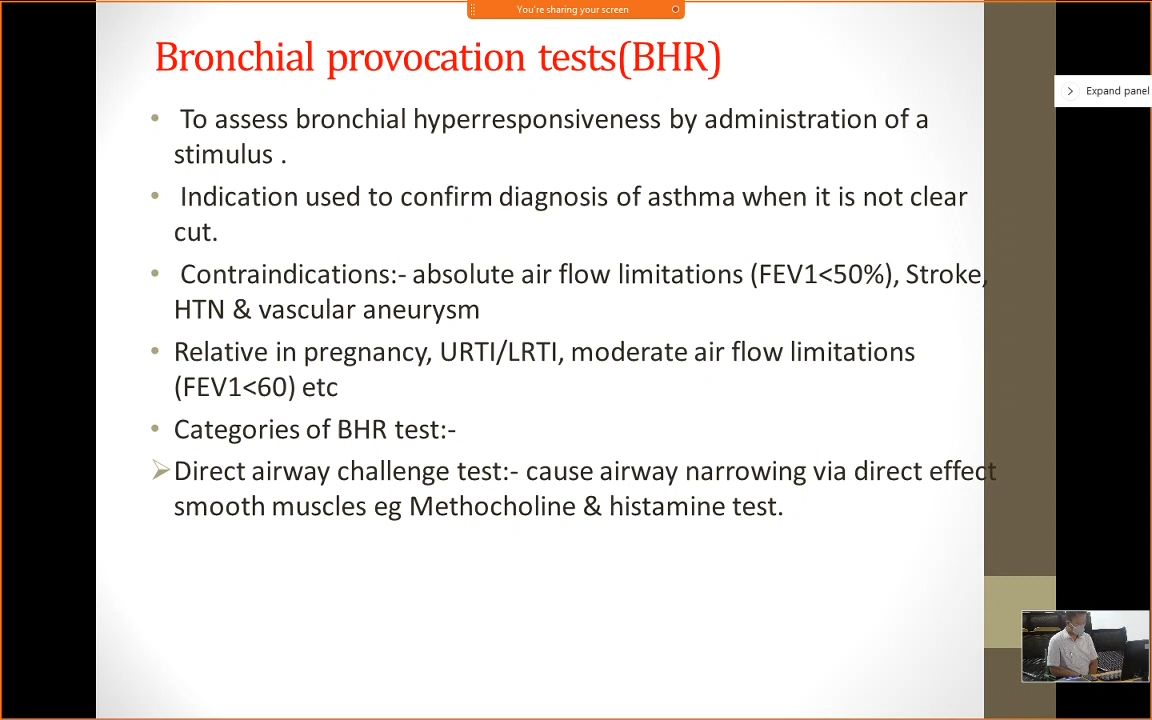 You're sharing your screen
Bronchial provocation tests(BHR)
Expand panel
• To assess bronchial hyperresponsiveness by administration of a
stimulus .
• Indication used to confirm diagnosis of asthma when it is not clear
cut.
• Contraindications:- absolute air flow limitations (FEV1<50%), Stroke,
HTN & vascular aneurysm
• Relative in pregnancy, URTI/LRTI, moderate air flow limitations
(FEV1<60) etc
• Categories of BHR test:-
➢Direct airway challenge test:- cause airway narrowing via direct effect
smooth muscles eg Methocholine & histamine test.